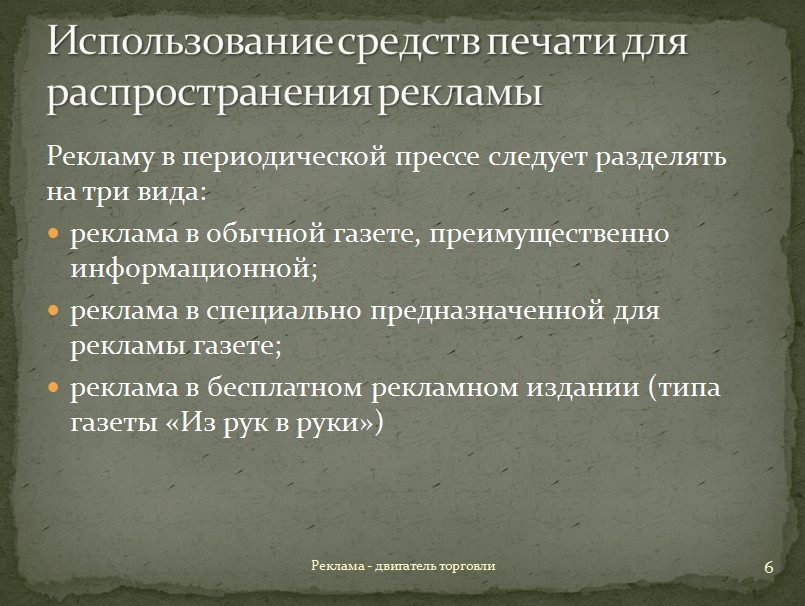 Использование средств печати для
распространения рекламы
Рекламу в периодической прессе следует разделять
на три вида:
• реклама в обычной газете, преимущественно
информационной;
• реклама в специально предназначенной для
рекламы газете;
• реклама в бесплатном рекламном издании (типа
газеты «Из рук в руки»)
Реклама - двигатель торговли
6